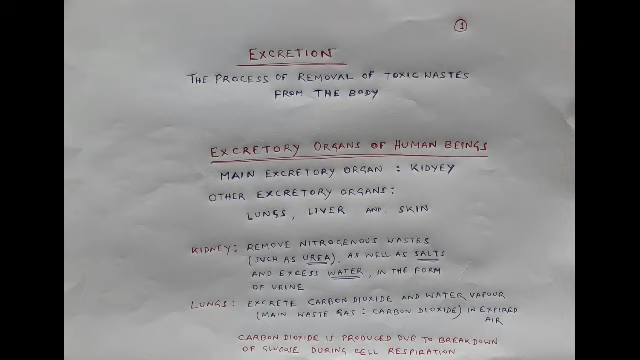 1
EXCRETION
THE PROCESS OF REMOVAL OF TOXIC WASTES
FROM THE BODY
EXCRETORY ORGANS OF HUMAN BEINGS
MAIN EXCRETORY ORGAN : KIDYEY
OTHER EXCRETORY ORGANS:
LUNGS, LIVER AND SKIN
KIDNEY: REMOVE NITROGENOUS WASTES
(SUCH AS UREA), AS WELL AS SALTS
AND EXCESS WATER, IN THE FORM
OF URINE
LUNGS: EXCRETE CARBON DIOXIDE AND WATER VAPOUR
(MAIN WASTE GAS : CARBON DIOXIDE) IN EXPIRED
AIR
CARBON DIOXIDE IS PRODUCED DUE TO BREAKDOWN
OF GLUCOSE DURING CELL RESPIRATION